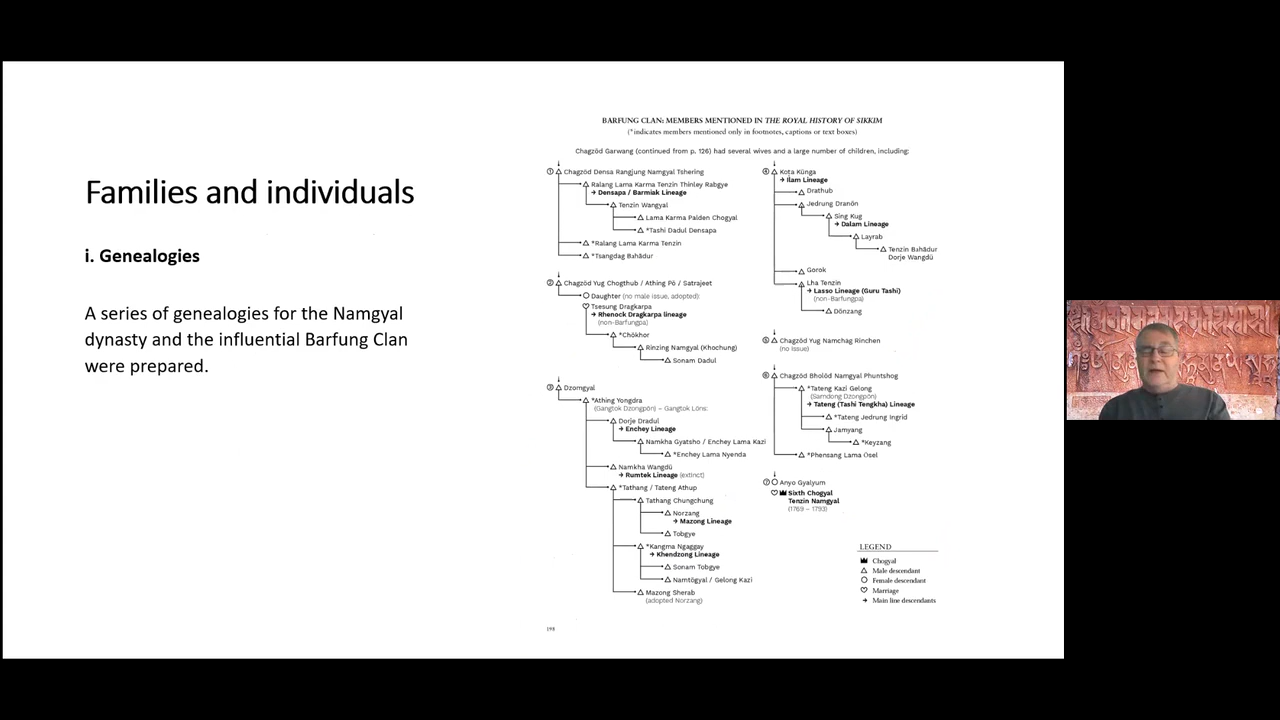 Families and individuals
i. Genealogies
A series of genealogies for the Namgyal
dynasty and the influential Barfung Clan
were prepared.
BARFUNG CLAN: MEMBERS MENTIONED IN THE ROYAL HISTORY OF SIKKIM
(*indicates members mentioned only in footnotes, captions or text boxes)
Chagzöd Garwang (continued from p. 126) had several wives and a large number of children, including:
① Chagzöd Densa Rangjung Namgyal Tshering
Ralang Lama Karma Tenzin Thinley Rabgye
→ Densapa / Barmiak Lineage
Tenzin Wangyal
Lama Karma Palden Chogyal
*Tashi Dadul Densapa
*Ralang Lama Karma Tenzin
*Tsangdag Bahädur
② Chagzöd Yug Chogthub / Athing Pö / Satrajeet
Daughter (no male issue, adopted):
Tsesung Dragkarpa
→ Rhenock Dragkarpa lineage
(non-Barfungpa)
*Chökhor
Rinzing Namgyal (Khochung)
Sonam Dadul
③ Dzomgyal
*Athing Yongdra
(Gangtok Dzongpön) – Gangtok Löns:
Dorje Dradul
→ Enchey Lineage
Namkha Gyatsho / Enchey Lama Kazi
*Enchey Lama Nyenda
Namkha Wangdü
→ Rumtek Lineage (extinct)
*Tathang / Tateng Athup
Tathang Chungchung
Norzang
→ Mazong Lineage
Tobgye
*Kangma Ngaggay
→ Khendzong Lineage
Sonam Tobgye
Namtögyal / Gelong Kazi
Mazong Sherab
(adopted Norzang)
④ Kota Künga
→ Ilam Lineage
Drathub
Jedrung Dranön
Sing Kug
→ Dalam Lineage
Layrab
Tenzin Bahädur
Dorje Wangdü
Gorok
Lha Tenzin
→ Lasso Lineage (Guru Tashi)
(non-Barfungpa)
Dönzang
⑤ Chagzöd Yug Namchag Rinchen
(no issue)
⑥ Chagzöd Bholöd Namgyal Phuntshog
*Tateng Kazi Gelong
(Samdong Dzongpön)
→ Tateng (Tashi Tengkha) Lineage
*Tateng Jedrung Ingrid
Jamyang
*Keyzang
*Phensang Lama Ösel
⑦ Anyo Gyalyum
Sixth Chogyal
Tenzin Namgyal
(1769 – 1793)
LEGEND
Chogyal
Male descendant
Female descendant
Marriage
→ Main line descendants